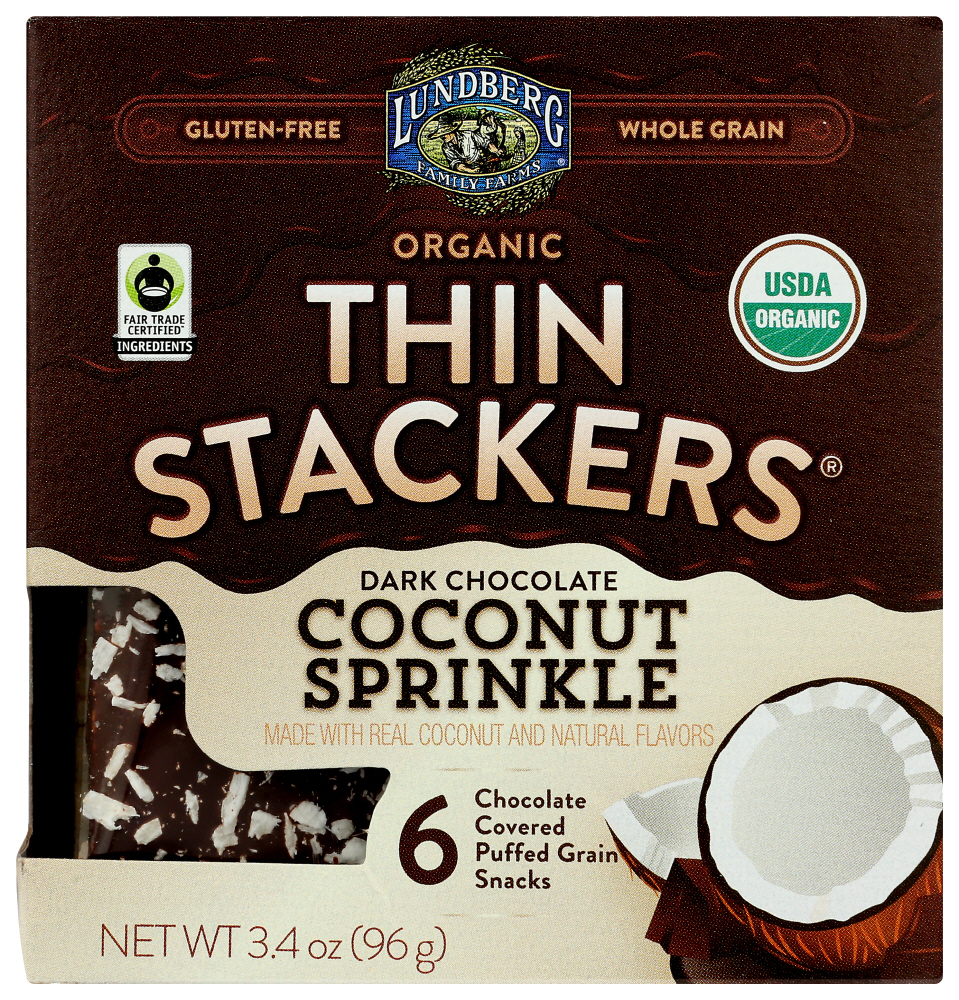 LUNDBERG
FAMILY FARMS®
GLUTEN-FREE
WHOLE GRAIN
ORGANIC
FAIR TRADE
CERTIFIED™
INGREDIENTS
USDA
ORGANIC
THIN
STACKERS®
DARK CHOCOLATE
COCONUT
SPRINKLE
MADE WITH REAL COCONUT AND NATURAL FLAVORS
6
Chocolate
Covered
Puffed Grain
Snacks
NET WT 3.4 oz (96 g)